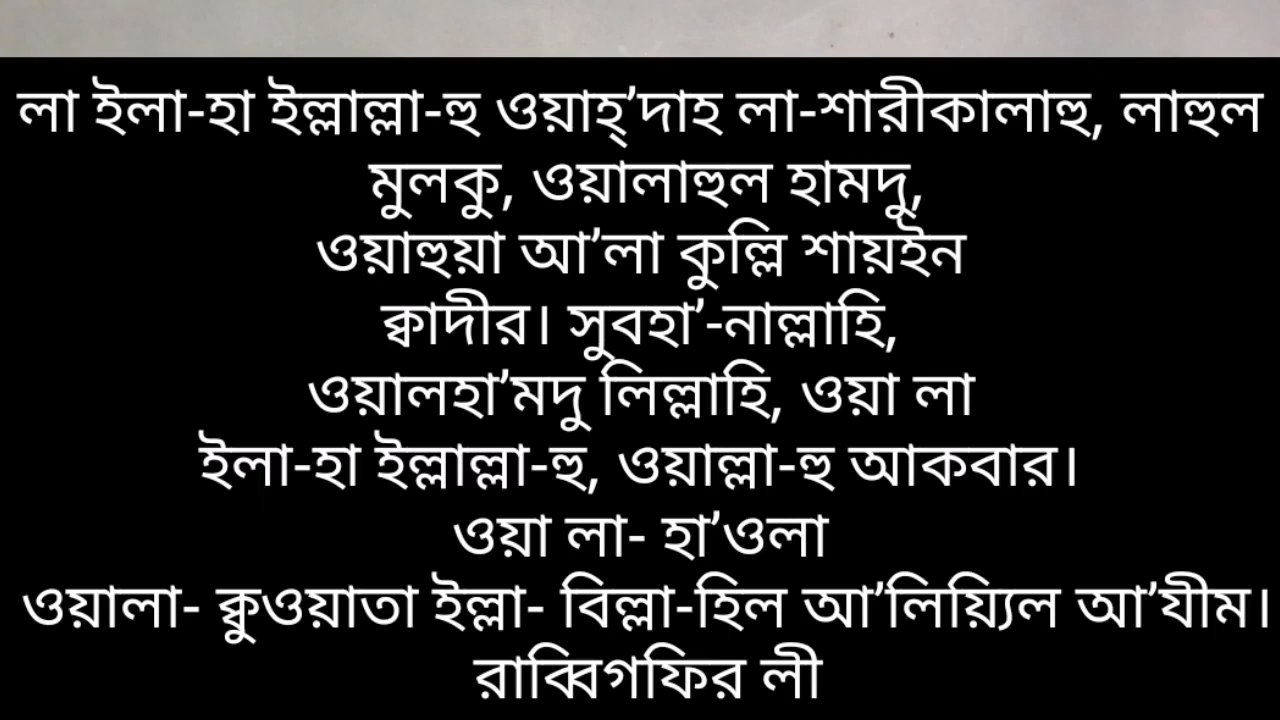 লা ইলা-হা ইল্লাল্লা-হু ওয়াহ্’দাহ লা-শারীকালাহু, লাহুল
মুলকু, ওয়ালাহুল হামদু,
ওয়াহুয়া আ’লা কুল্লি শায়ইন
ক্বাদীর। সুবহা’-নাল্লাহি,
ওয়ালহা’মদু লিল্লাহি, ওয়া লা
ইলা-হা ইল্লাল্লা-হু, ওয়াল্লা-হু আকবার।
ওয়া লা- হা’ওলা
ওয়ালা- ক্বুওয়াতা ইল্লা- বিল্লা-হিল আ’লিয়্যিল আ’যীম।
রাব্বিগফির লী